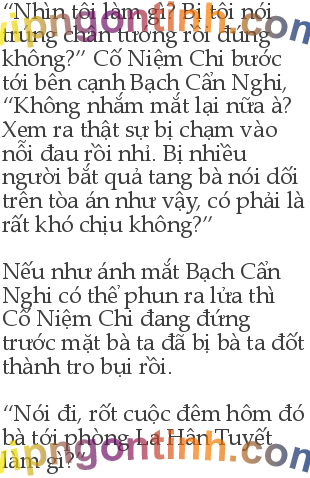 “Nhìn tôi làm gì? Bị tôi nói
trúng chân tướng rồi đúng
không?” Cố Niệm Chi bước
tới bên cạnh Bạch Cẩn Nghi,
“Không nhắm mắt lại nữa à?
Xem ra thật sự bị chạm vào
nỗi đau rồi nhỉ. Bị nhiều
người bắt quả tang bà nói dối
trên tòa án như vậy, có phải là
rất khó chịu không?”
Nếu như ánh mắt Bạch Cẩn
Nghi có thể phun ra lửa thì
Cố Niệm Chi đang đứng
trước mặt bà ta đã bị bà ta đốt
thành tro bụi rồi.
“Nói đi, rốt cuộc đêm hôm đó
bà tới phòng La Hân Tuyết
làm gì?”
vipngontinh.com
vipngontinh.com